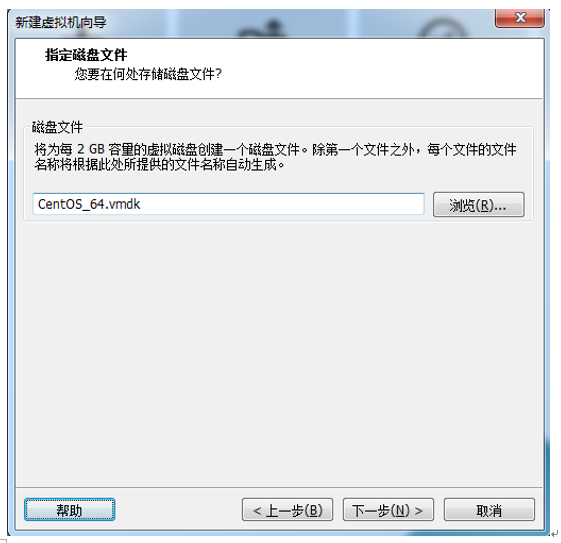 新建虚拟机向导
指定磁盘文件
您要在何处存储磁盘文件?
磁盘文件
将为每 2 GB 容量的虚拟磁盘创建一个磁盘文件。除第一个文件之外，每个文件的文件
名称将根据此处所提供的文件名称自动生成。
CentOS_64.vmdk
浏览(R)...
帮助
< 上一步(B)
下一步(N) >
取消